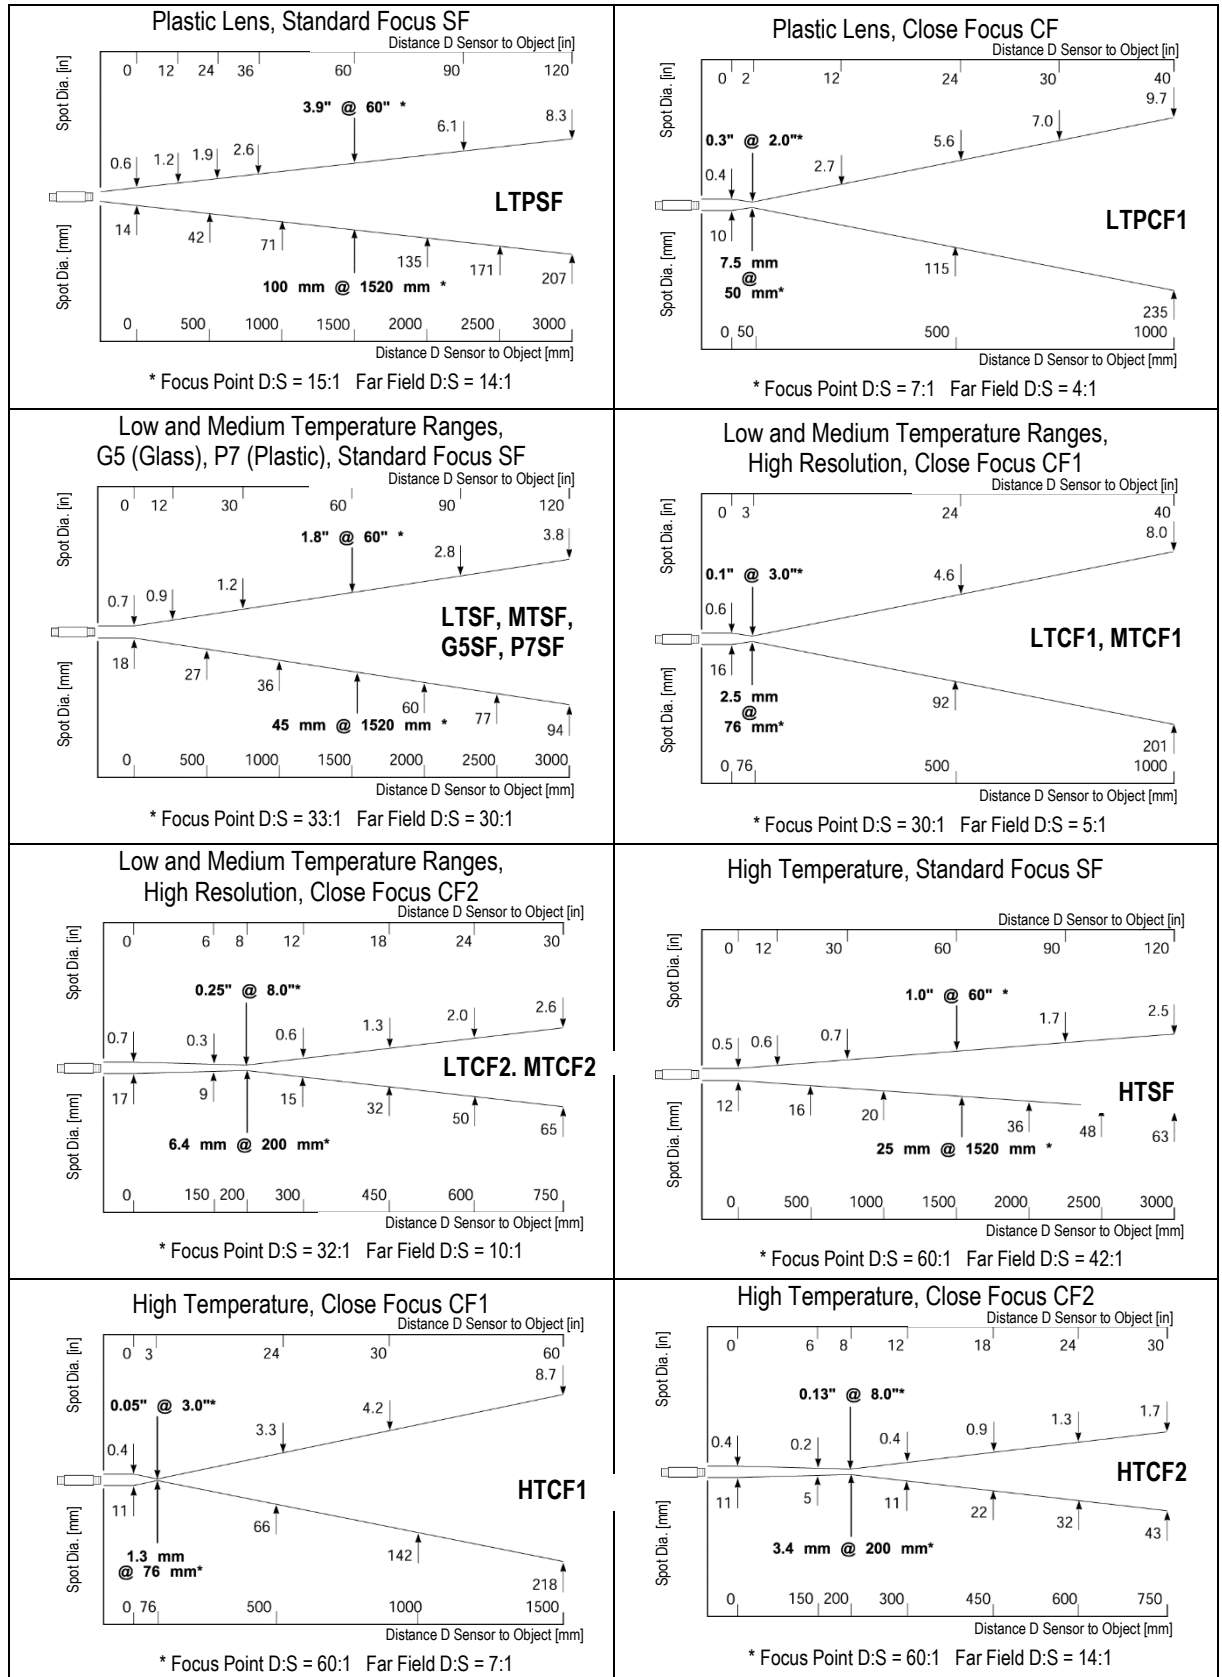 Plastic Lens, Standard Focus SF
Distance D Sensor to Object [in]
Spot Dia. [in]
0 12 24 36 60 90 120
3.9" @ 60" *
0.6 1.2 1.9 2.6 6.1 8.3
LTPSF
Spot Dia. [mm]
14 42 71 135 171 207
100 mm @ 1520 mm *
0 500 1000 1500 2000 2500 3000
Distance D Sensor to Object [mm]
* Focus Point D:S = 15:1 Far Field D:S = 14:1
Plastic Lens, Close Focus CF
Distance D Sensor to Object [in]
Spot Dia. [in]
0 2 12 24 30 40
0.3" @ 2.0"*
0.4 2.7 5.6 7.0 9.7
LTPCF1
Spot Dia. [mm]
10 115 235
7.5 mm
@
50 mm*
0 50 500 1000
Distance D Sensor to Object [mm]
* Focus Point D:S = 7:1 Far Field D:S = 4:1
Low and Medium Temperature Ranges,
G5 (Glass), P7 (Plastic), Standard Focus SF
Distance D Sensor to Object [in]
Spot Dia. [in]
0 12 30 60 90 120
1.8" @ 60" *
0.7 0.9 1.2 2.8 3.8
LTSF, MTSF,
G5SF, P7SF
Spot Dia. [mm]
18 27 36 60 77 94
45 mm @ 1520 mm *
0 500 1000 1500 2000 2500 3000
Distance D Sensor to Object [mm]
* Focus Point D:S = 33:1 Far Field D:S = 30:1
Low and Medium Temperature Ranges,
High Resolution, Close Focus CF1
Distance D Sensor to Object [in]
Spot Dia. [in]
0 3 24 40
0.1" @ 3.0"*
0.6 4.6 8.0
LTCF1, MTCF1
Spot Dia. [mm]
16 92 201
2.5 mm
@
76 mm*
0 76 500 1000
Distance D Sensor to Object [mm]
* Focus Point D:S = 30:1 Far Field D:S = 5:1
Low and Medium Temperature Ranges,
High Resolution, Close Focus CF2
Distance D Sensor to Object [in]
Spot Dia. [in]
0 6 8 12 18 24 30
0.25" @ 8.0"*
0.7 0.3 0.6 1.3 2.0 2.6
LTCF2. MTCF2
Spot Dia. [mm]
17 9 15 32 50 65
6.4 mm @ 200 mm*
0 150 200 300 450 600 750
Distance D Sensor to Object [mm]
* Focus Point D:S = 32:1 Far Field D:S = 10:1
High Temperature, Standard Focus SF
Distance D Sensor to Object [in]
Spot Dia. [in]
0 12 30 60 90 120
1.0" @ 60" *
0.5 0.6 0.7 1.7 2.5
HTSF
Spot Dia. [mm]
12 16 20 36 48 63
25 mm @ 1520 mm *
0 500 1000 1500 2000 2500 3000
Distance D Sensor to Object [mm]
* Focus Point D:S = 60:1 Far Field D:S = 42:1
High Temperature, Close Focus CF1
Distance D Sensor to Object [in]
Spot Dia. [in]
0 3 24 30 60
0.05" @ 3.0"*
0.4 3.3 4.2 8.7
HTCF1
Spot Dia. [mm]
11 66 142 218
1.3 mm
@ 76 mm*
0 76 500 1000 1500
Distance D Sensor to Object [mm]
* Focus Point D:S = 60:1 Far Field D:S = 7:1
High Temperature, Close Focus CF2
Distance D Sensor to Object [in]
Spot Dia. [in]
0 6 8 12 18 24 30
0.13" @ 8.0"*
0.4 0.2 0.4 0.9 1.3 1.7
HTCF2
Spot Dia. [mm]
11 5 11 22 32 43
3.4 mm @ 200 mm*
0 150 200 300 450 600 750
Distance D Sensor to Object [mm]
* Focus Point D:S = 60:1 Far Field D:S = 14:1